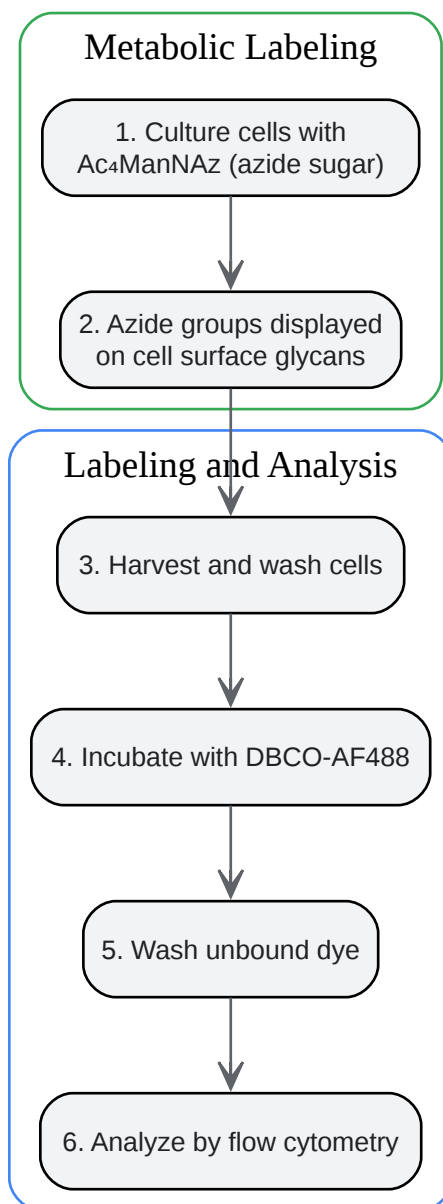 Metabolic Labeling
1. Culture cells with
Ac₄ManNAz (azide sugar)
2. Azide groups displayed
on cell surface glycans
Labeling and Analysis
3. Harvest and wash cells
4. Incubate with DBCO-AF488
5. Wash unbound dye
6. Analyze by flow cytometry